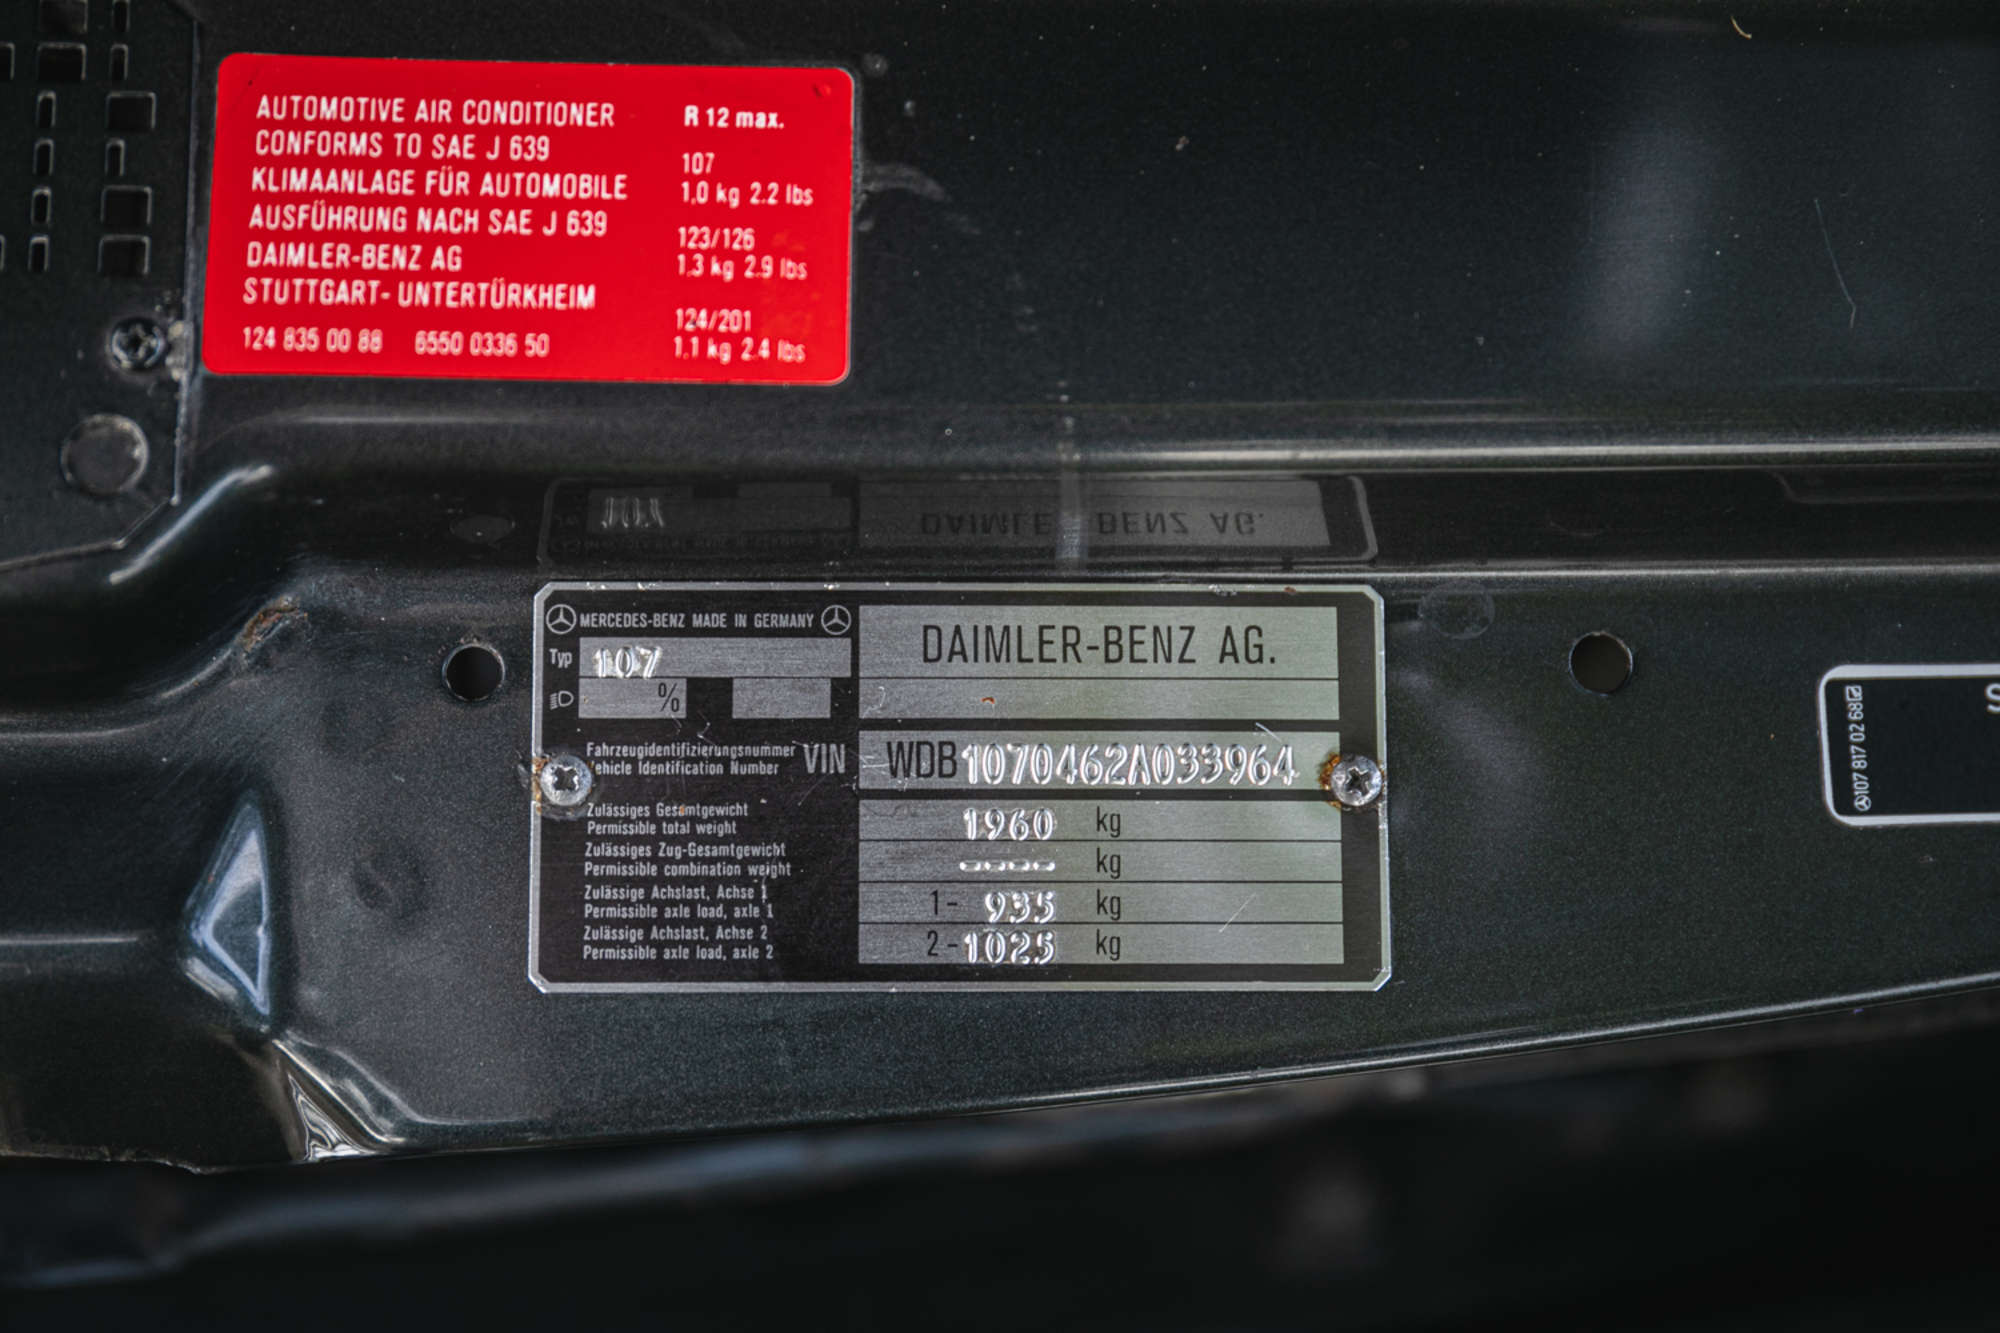 AUTOMOTIVE AIR CONDITIONER
CONFORMS TO SAE J 639
KLIMAANLAGE FÜR AUTOMOBILE
AUSFÜHRUNG NACH SAE J 639
DAIMLER-BENZ AG
STUTTGART-UNTERTÜRKHEIM
124 835 00 88 6550 0336 50
R 12 max.
107
1,0 kg 2.2 lbs
123/126
1,3 kg 2.9 lbs
124/201
1,1 kg 2.4 lbs
MERCEDES-BENZ MADE IN GERMANY
Typ 107
%
DAIMLER-BENZ AG.
Fahrzeugidentifizierungsnummer
Vehicle Identification Number
VIN WDB1070462A033964
Zulässiges Gesamtgewicht
Permissible total weight
1960 kg
Zulässiges Zug-Gesamtgewicht
Permissible combination weight
---- kg
Zulässige Achslast, Achse 1
Permissible axle load, axle 1
1- 935 kg
Zulässige Achslast, Achse 2
Permissible axle load, axle 2
2- 1025 kg
107 817 02 68
S